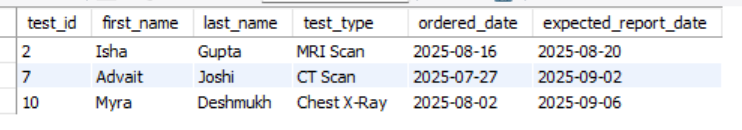 test_id first_name last_name test_type ordered_date expected_report_date
2 Isha Gupta MRI Scan 2025-08-16 2025-08-20
7 Advait Joshi CT Scan 2025-07-27 2025-09-02
10 Myra Deshmukh Chest X-Ray 2025-08-02 2025-09-06